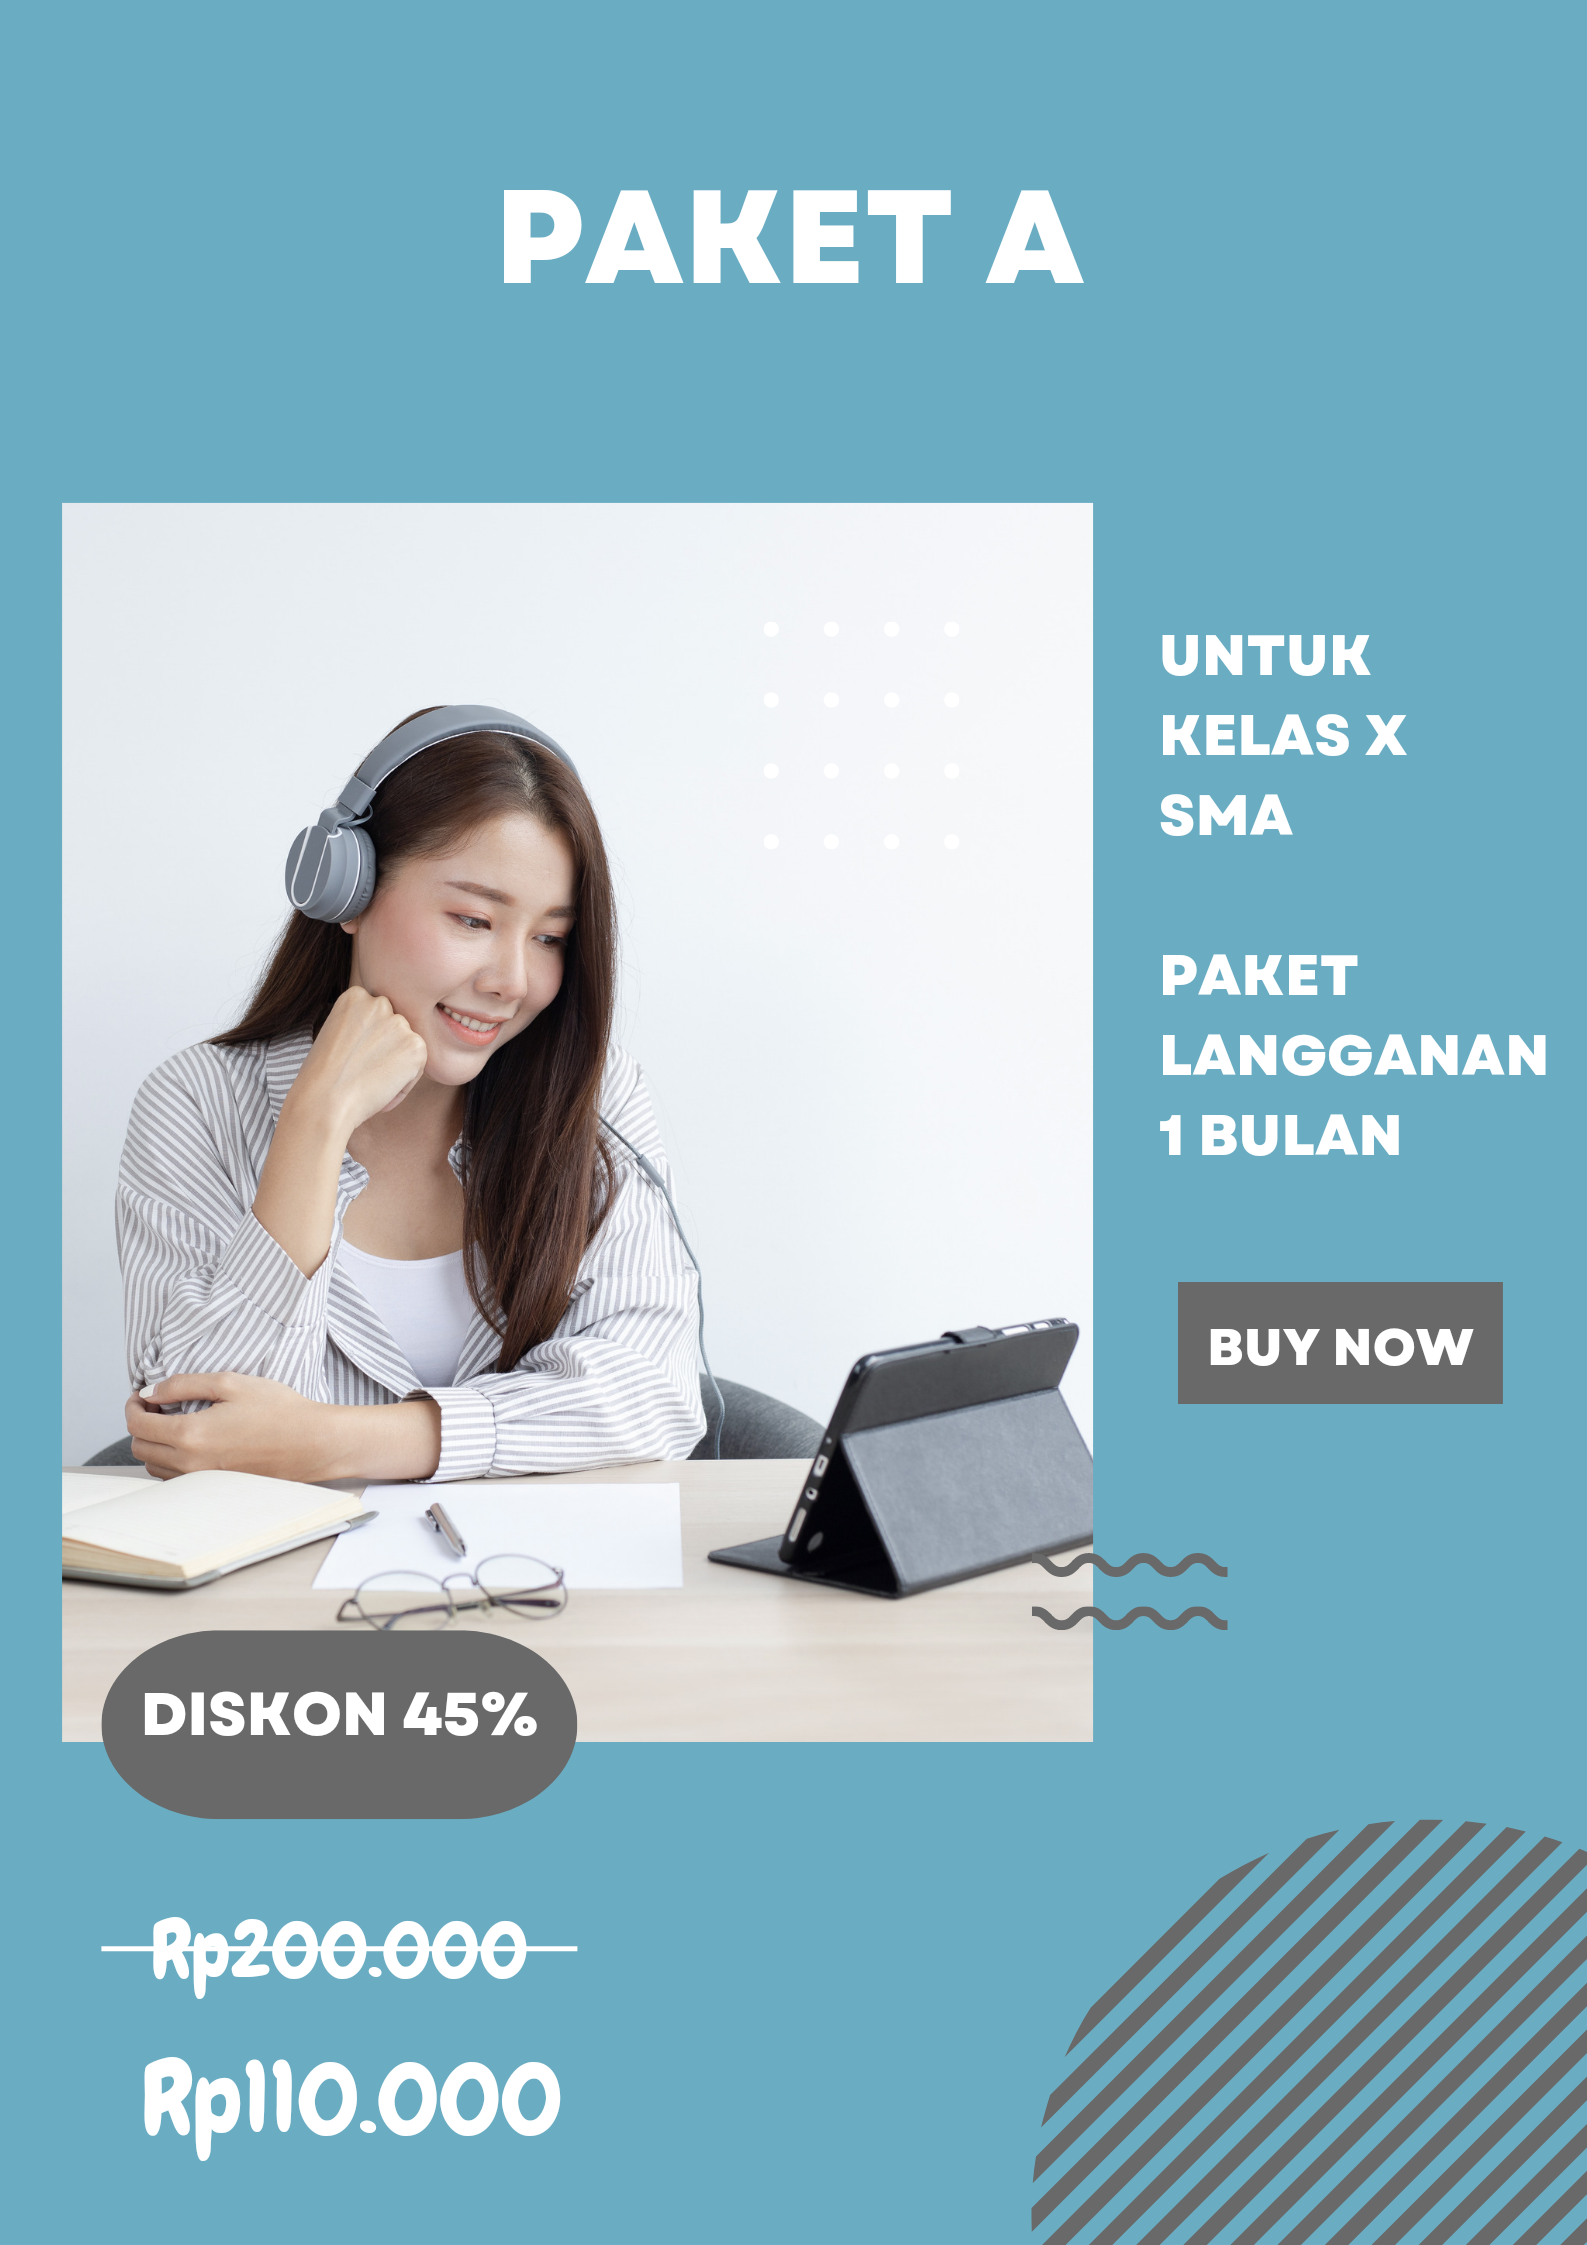 PAKET A
UNTUK
KELAS X
SMA
PAKET
LANGGANAN
1 BULAN
BUY NOW
DISKON 45%
Rp200.000
Rp110.000